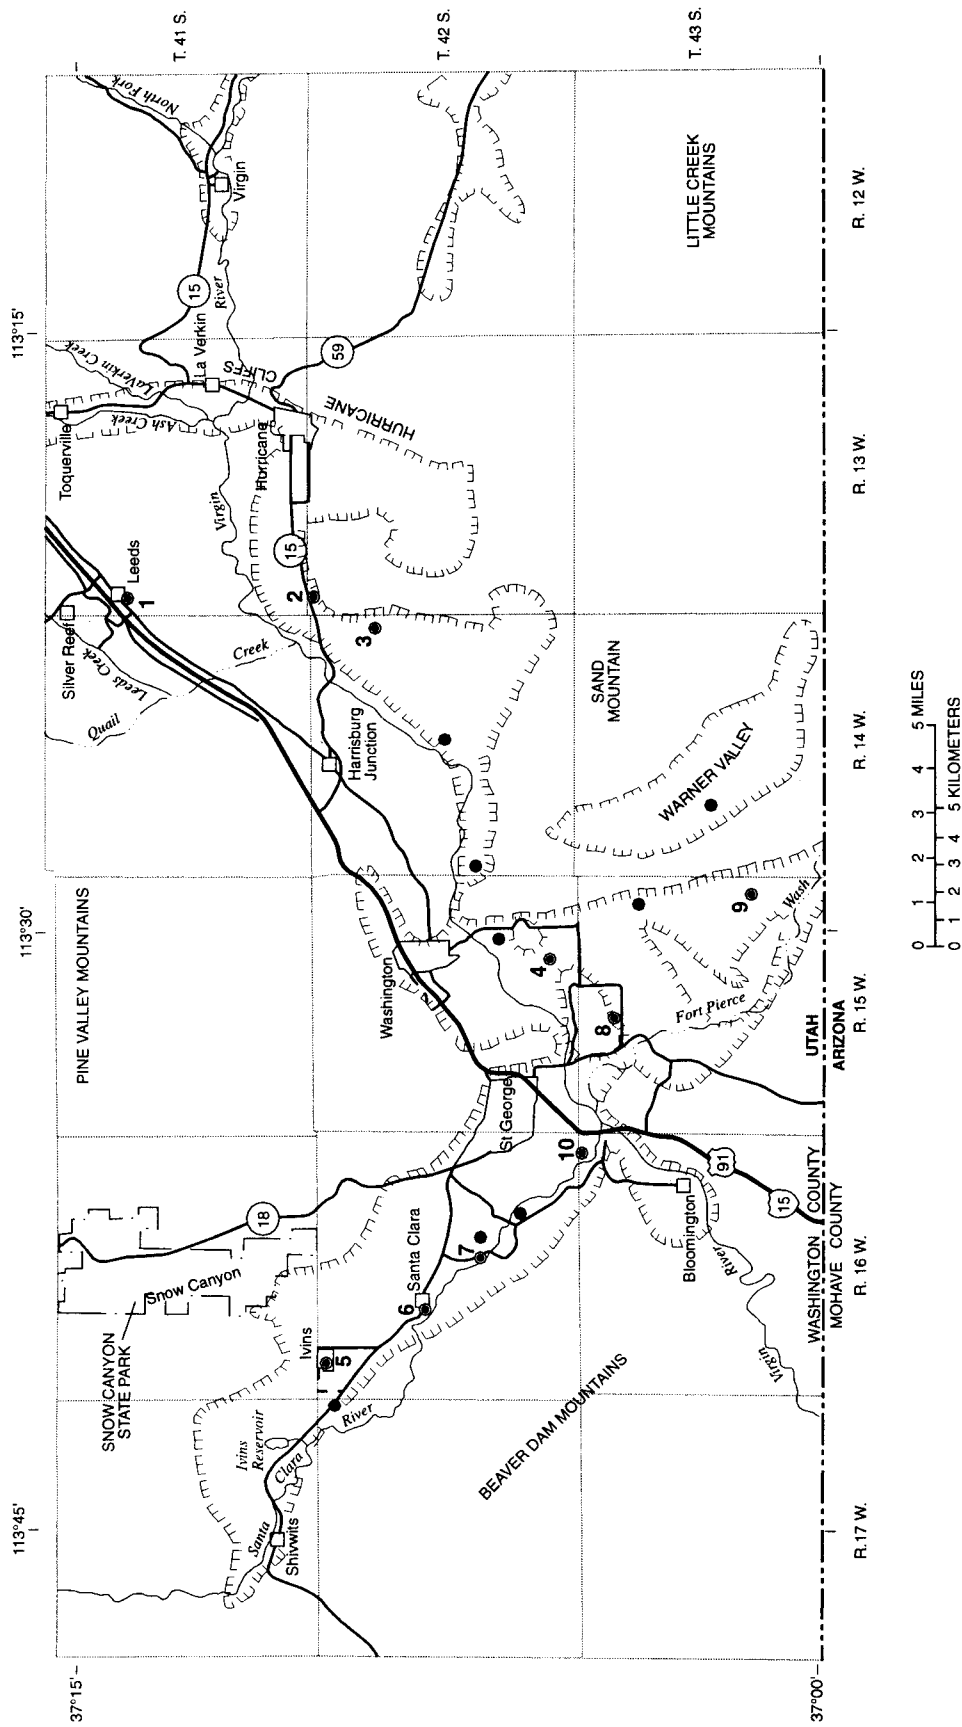 113°45'
113°30'
113°15'
37°15'
37°00'
T. 41 S.
T. 42 S.
T. 43 S.
SNOW CANYON
STATE PARK
Snow Canyon
18
PINE VALLEY MOUNTAINS
Silver Reef
Leeds
1
Leeds Creek
Quail
Creek
Toquerville
Ash Creek
LaVerkin Creek
La Verkin
15
North Fork
Virgin
River
Virgin
Hurricane
HURRICANE
CLIFFS
59
15
2
3
Harrisburg
Junction
Washington
Santa
Clara
River
Shivwits
Ivins
Reservoir
Ivins
5
6
Santa Clara
7
St George
10
4
8
9
Fort Pierce
Wash
SAND
MOUNTAIN
WARNER VALLEY
LITTLE CREEK
MOUNTAINS
BEAVER DAM MOUNTAINS
Bloomington
Virgin
River
91
15
WASHINGTON COUNTY
MOHAVE COUNTY
UTAH
ARIZONA
R.17 W.
R. 16 W.
R. 15 W.
R. 14 W.
R. 13 W.
R. 12 W.
0 1 2 3 4 5 MILES
0 1 2 3 4 5 KILOMETERS